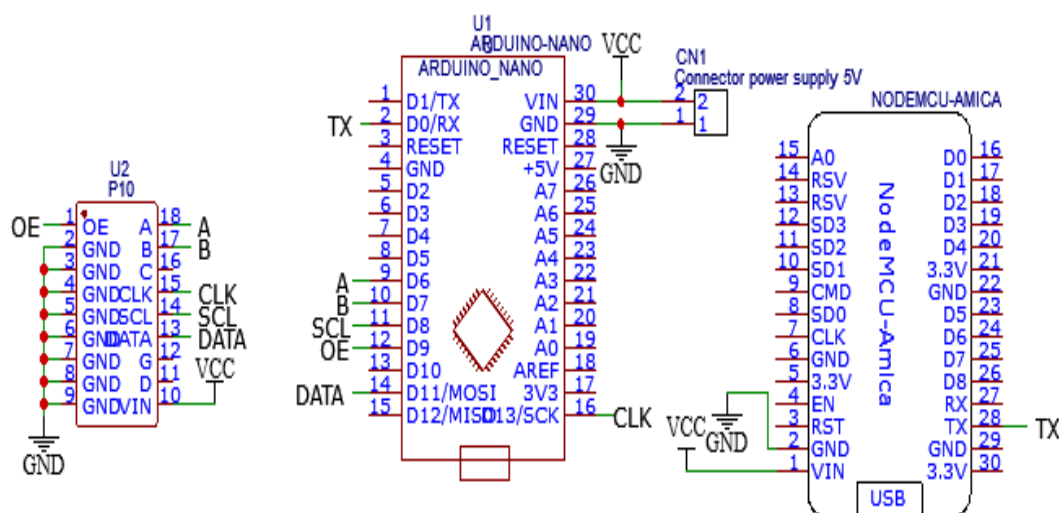 U1
ARDUINO-NANO
ARDUINO_NANO
VCC
CN1
Connector power supply 5V
1 D1/TX VIN 30
2 D0/RX GND 29
3 RESET RESET 28
4 GND +5V 27
5 D2 A7 26
6 D3 A6 25
7 D4 A5 24
8 D5 A4 23
9 D6 A3 22
10 D7 A2 21
11 D8 A1 20
12 D9 A0 19
13 D10 AREF 18
14 D11/MOSI 3V3 17
15 D12/MISO D13/SCK 16
TX
A
B
SCL
OE
DATA
CLK
2 2
1 1
GND
U2
P10
OE 1 OE A 18 A
2 GND B 17 B
3 GND C 16
4 GND CLK 15 CLK
5 GND SCL 14 SCL
6 GND DATA 13 DATA
7 GND G 12
8 GND D 11
9 GND VIN 10 VCC
GND
NODEMCU-AMICA
NodeMCU-Amica
15 A0 D0 16
14 RSV D1 17
13 RSV D2 18
12 SD3 D3 19
11 SD2 D4 20
10 SD1 3.3V 21
9 CMD GND 22
8 SD0 D5 23
7 CLK D6 24
6 GND D7 25
5 3.3V D8 26
4 EN RX 27
3 RST TX 28 TX
2 GND GND 29
1 VIN 3.3V 30
USB
VCC
GND